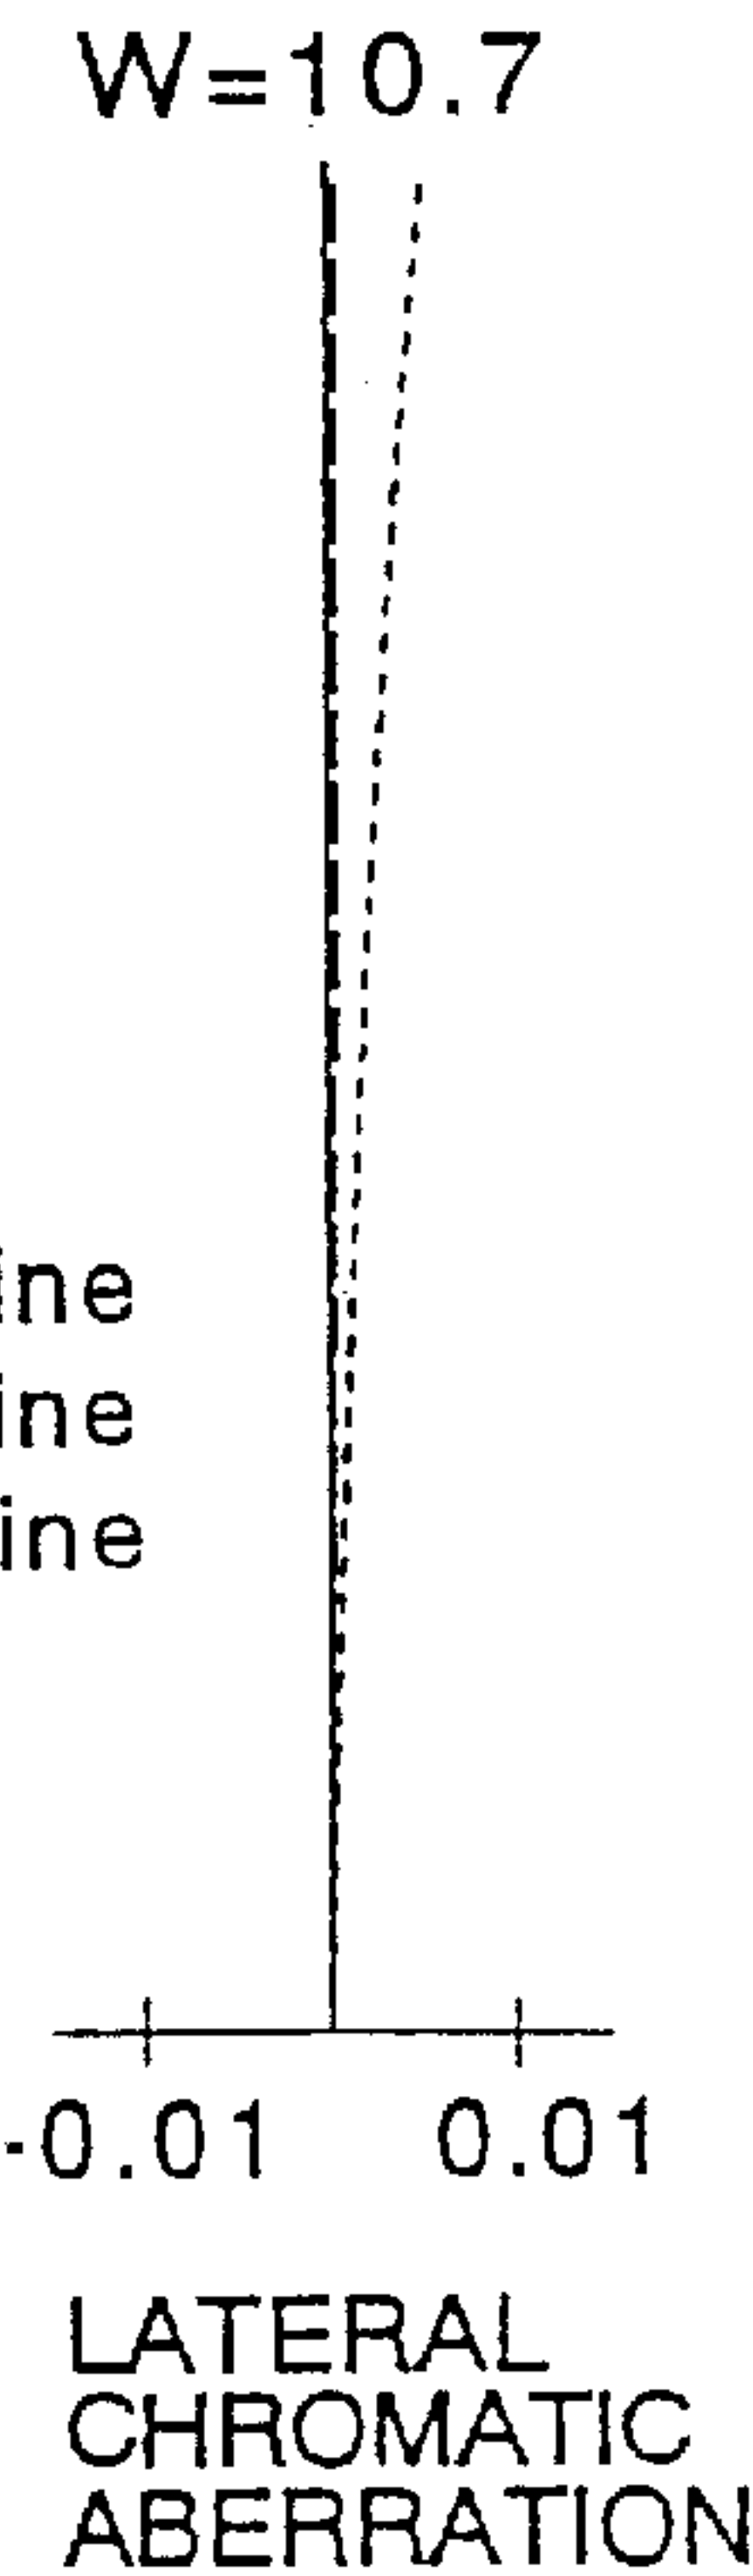 W=10.7
ine
ine
ine
-0.01 0.01
LATERAL
CHROMATIC
ABERRATION